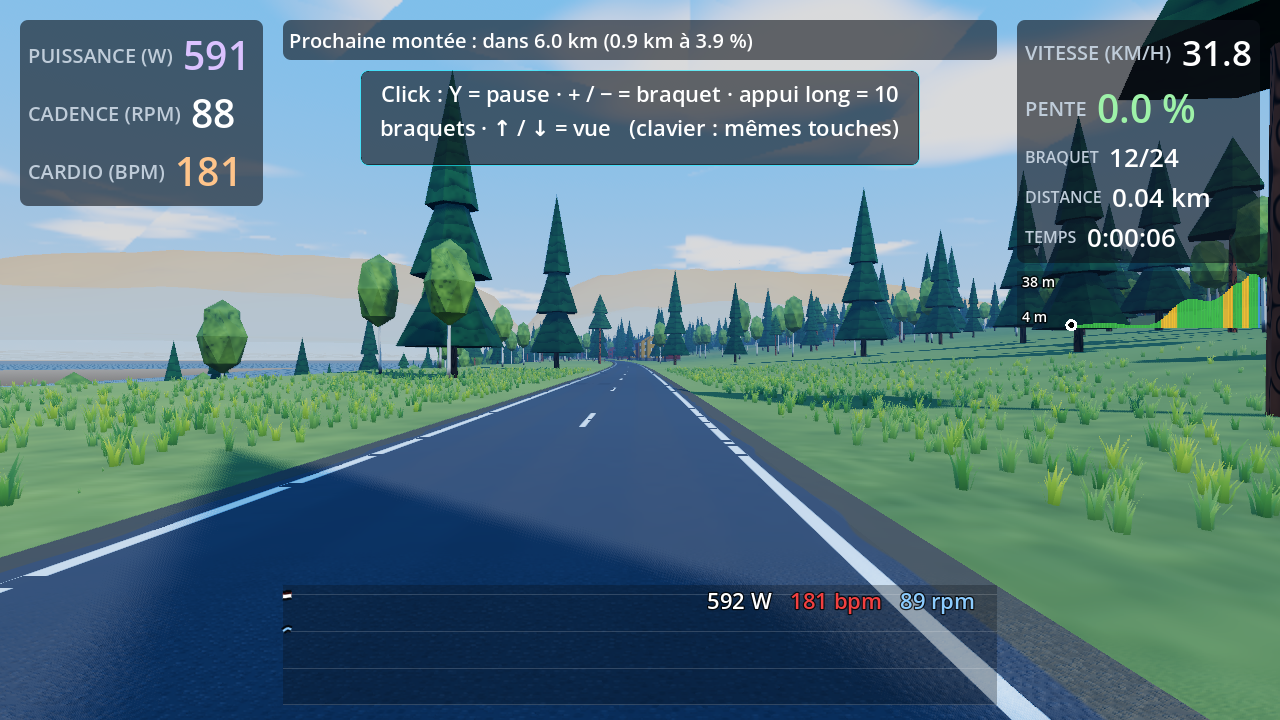 PUISSANCE (W) 591
CADENCE (RPM) 88
CARDIO (BPM) 181
Prochaine montée : dans 6.0 km (0.9 km à 3.9 %)
Click : Y = pause · + / − = braquet · appui long = 10
braquets · ↑ / ↓ = vue (clavier : mêmes touches)
VITESSE (KM/H) 31.8
PENTE 0.0 %
BRAQUET 12/24
DISTANCE 0.04 km
TEMPS 0:00:06
38 m
4 m
592 W 181 bpm 89 rpm